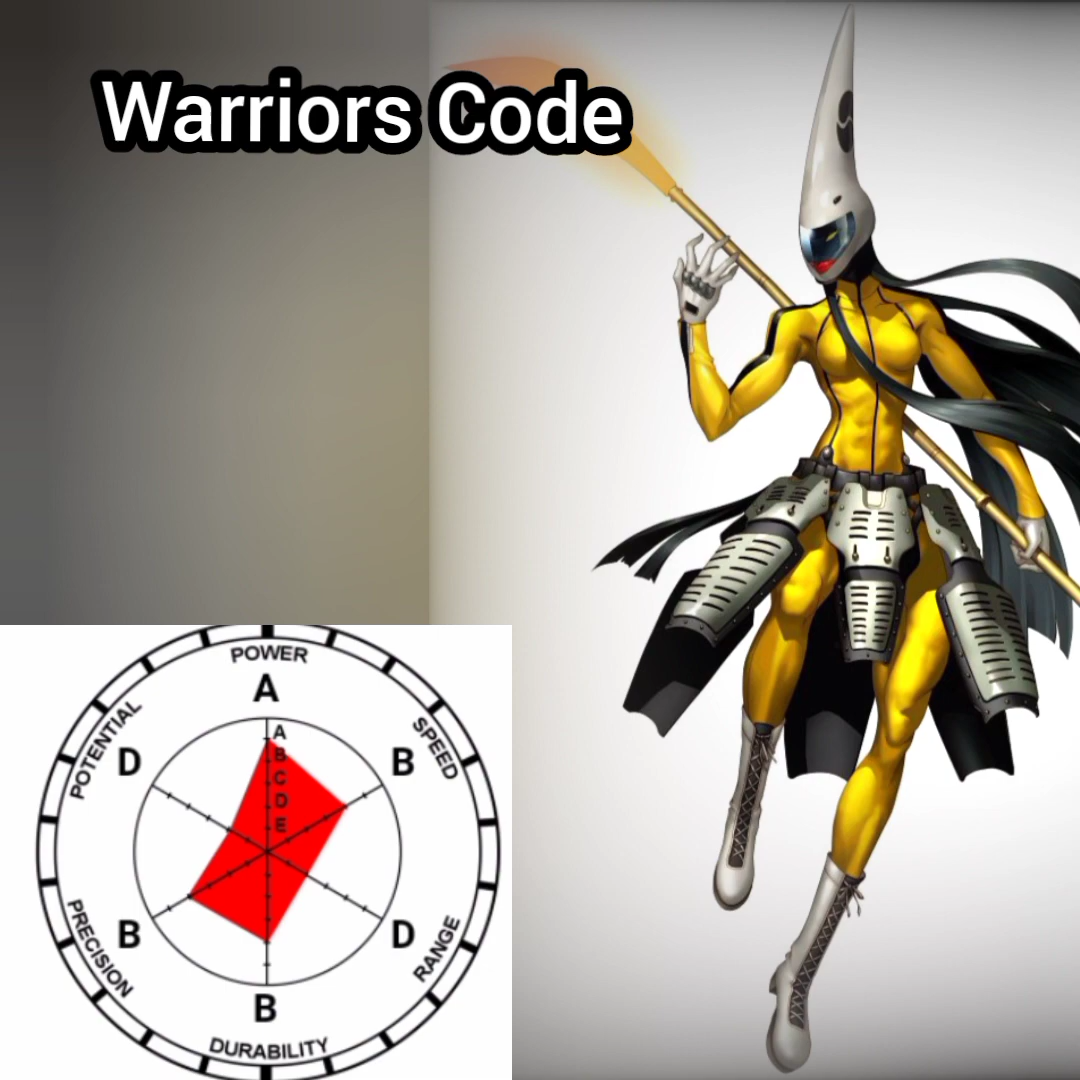 Warriors Code
POWER
A
A
B
C
D
E
POTENTIAL
D
SPEED
B
PRECISION
B
RANGE
D
B
DURABILITY